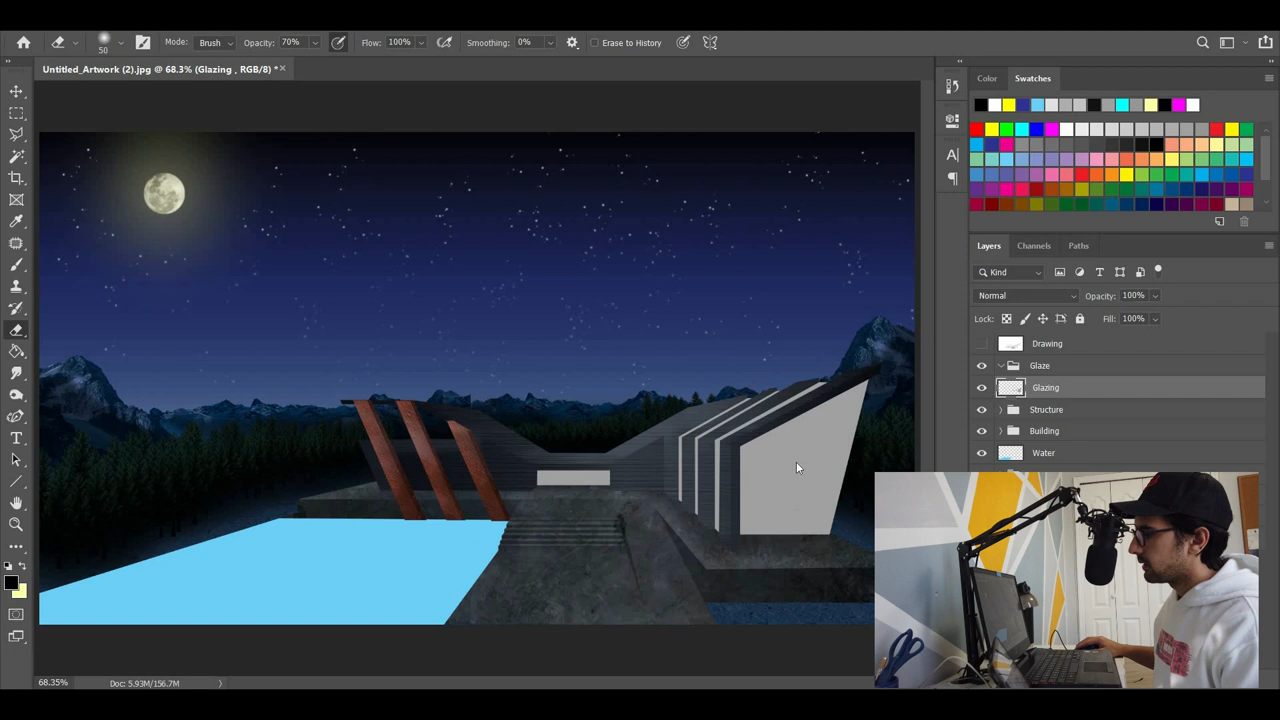 50
Mode: Brush Opacity: 70% Flow: 100% Smoothing: 0% Erase to History
Untitled_Artwork (2).jpg @ 68.3% (Glazing , RGB/8) *
Color Swatches
Layers Channels Paths
Kind
Normal Opacity: 100%
Lock: Fill: 100%
Drawing
Glaze
Glazing
Structure
Building
Water
68.35% Doc: 5.93M/156.7M